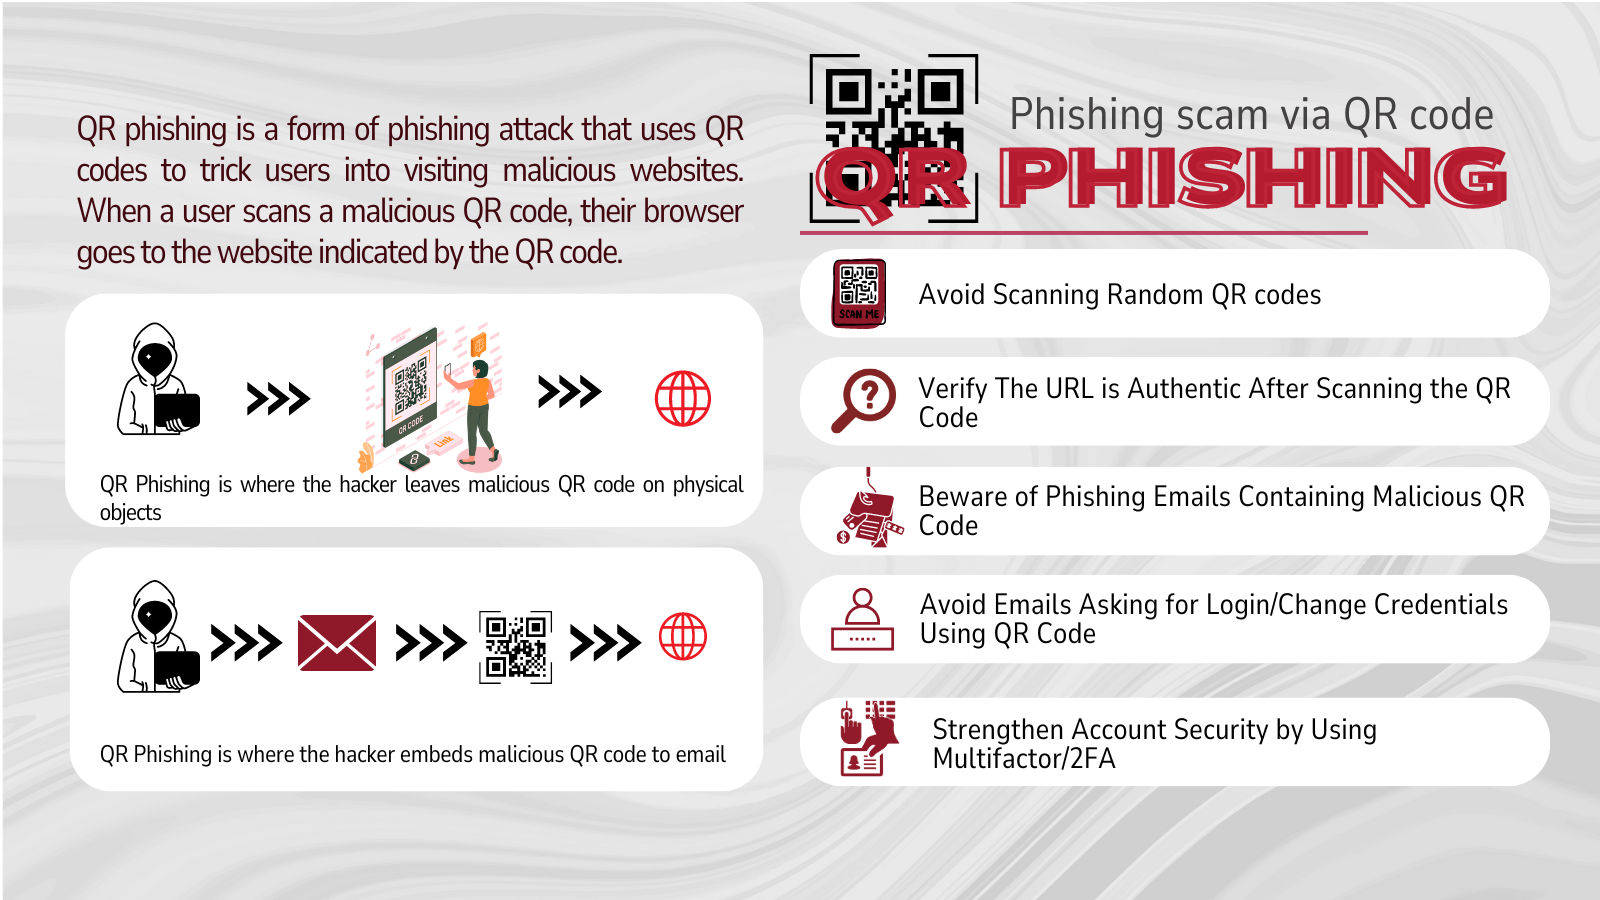 QR phishing is a form of phishing attack that uses QR
codes to trick users into visiting malicious websites.
When a user scans a malicious QR code, their browser
goes to the website indicated by the QR code.
QR CODE
Link
QR Phishing is where the hacker leaves malicious QR code on physical
objects
QR Phishing is where the hacker embeds malicious QR code to email
Phishing scam via QR code
QR PHISHING
SCAN ME
Avoid Scanning Random QR codes
Verify The URL is Authentic After Scanning the QR
Code
Beware of Phishing Emails Containing Malicious QR
Code
Avoid Emails Asking for Login/Change Credentials
Using QR Code
Strengthen Account Security by Using
Multifactor/2FA